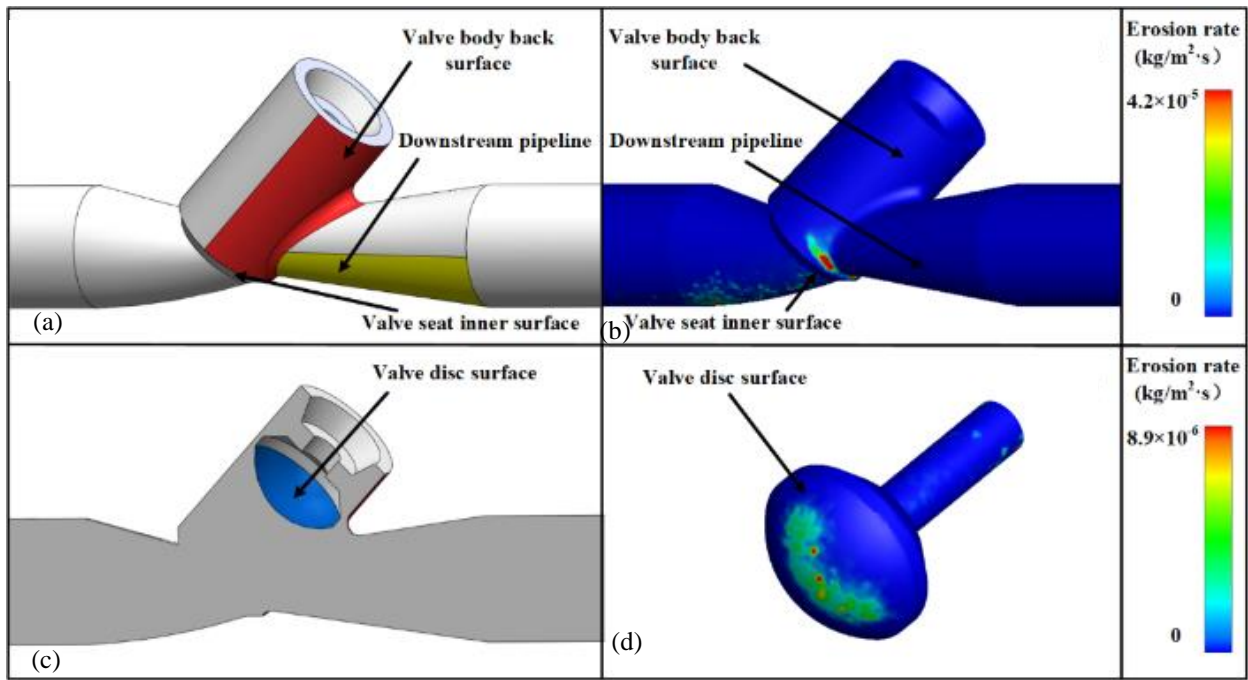 Valve body back
surface
Downstream pipeline
(a)
Valve seat inner surface
Valve body back
surface
Downstream pipeline
(b)
Valve seat inner surface
Erosion rate
(kg/m²·s)
4.2×10⁻⁵
0
Valve disc surface
(c)
Valve disc surface
(d)
Erosion rate
(kg/m²·s)
8.9×10⁻⁶
0